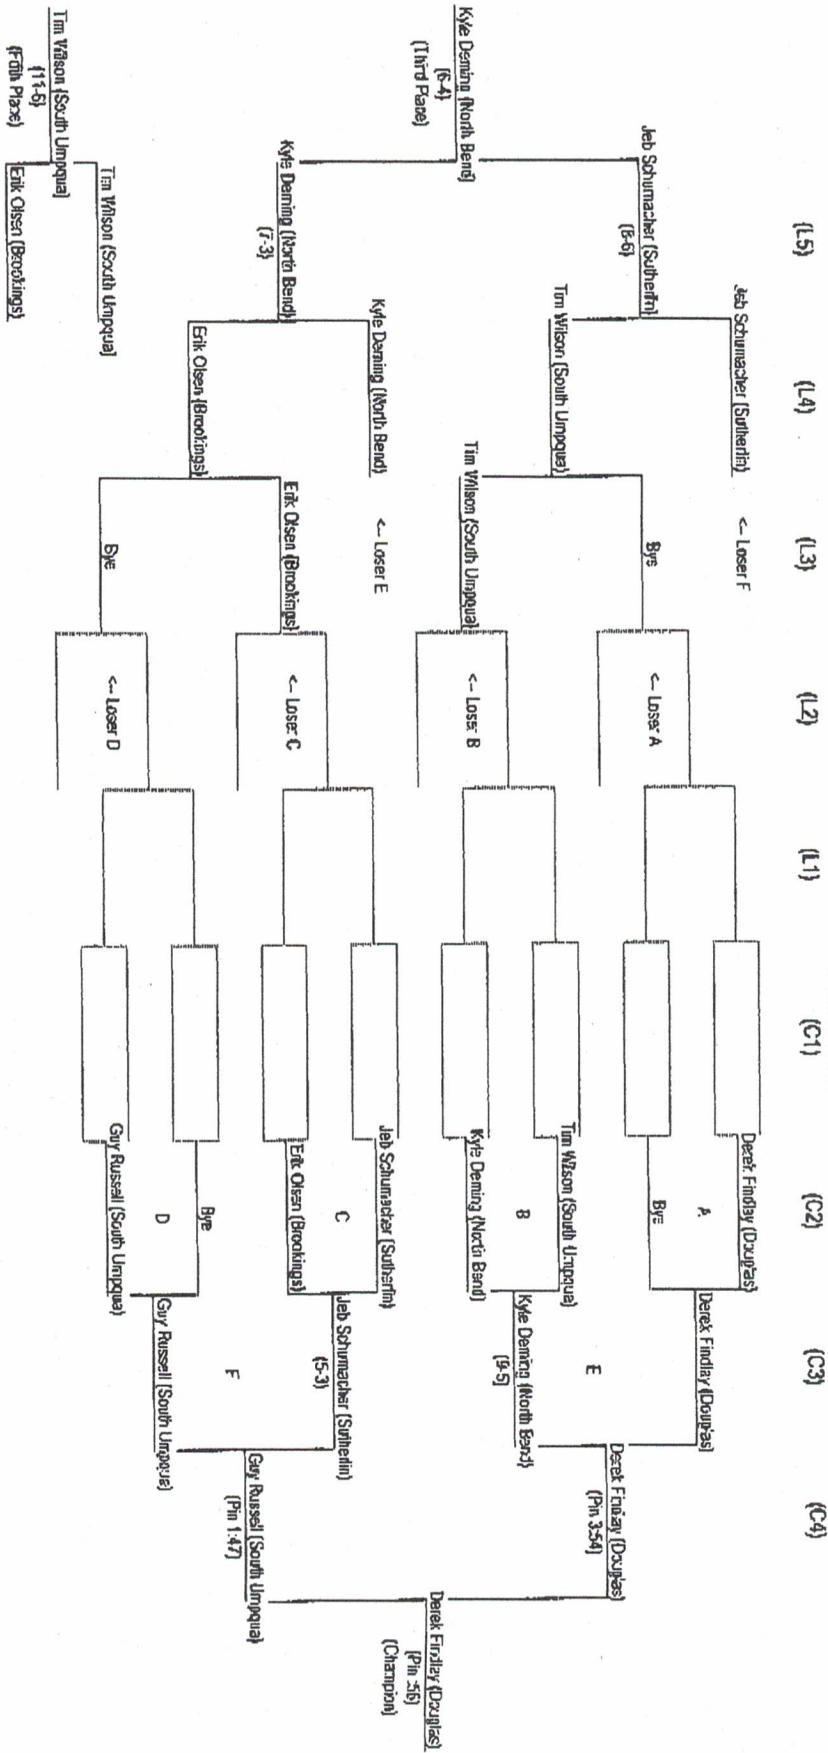 (L5)
(L4)
(L3)
(L2)
(L1)
(C1)
(C2)
(C3)
(C4)
Jeb Schumacher (Sutherlin)
<-- Loser F
Derek Findlay (Douglas)
A
Bye
Derek Findlay (Douglas)
Jeb Schumacher (Sutherlin)
(8-6)
Bye
<-- Loser A
E
Derek Findlay (Douglas)
(Pin 3:54)
Tim Wilson (South Umpqua)
Tim Wilson (South Umpqua)
B
Kyle Deming (North Bend)
Kyle Deming (North Bend)
(9-5)
Tim Wilson (South Umpqua)
<-- Loser B
Kyle Deming (North Bend)
(6-4)
(Third Place)
Derek Findlay (Douglas)
(Pin :56)
(Champion)
Kyle Deming (North Bend)
<-- Loser E
Jeb Schumacher (Sutherlin)
C
Erik Olsen (Brookings)
Jeb Schumacher (Sutherlin)
(5-3)
Kyle Deming (North Bend)
(7-3)
Erik Olsen (Brookings)
<-- Loser C
F
Guy Russell (South Umpqua)
(Pin 1:47)
Erik Olsen (Brookings)
Bye
<-- Loser D
Bye
D
Guy Russell (South Umpqua)
Guy Russell (South Umpqua)
Tim Wilson (South Umpqua)
Tim Wilson (South Umpqua)
(11-6)
(Fifth Place)
Erik Olsen (Brookings)